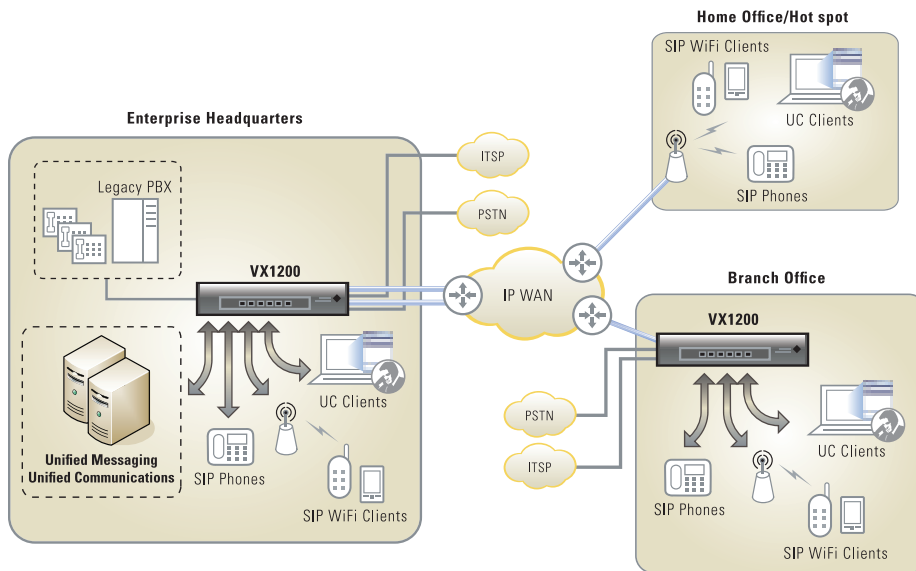 Home Office/Hot spot
SIP WiFi Clients
UC Clients
SIP Phones
Enterprise Headquarters
Legacy PBX
VX1200
Unified Messaging
Unified Communications
SIP Phones
UC Clients
SIP WiFi Clients
ITSP
PSTN
IP WAN
PSTN
ITSP
Branch Office
VX1200
UC Clients
SIP Phones
SIP WiFi Clients